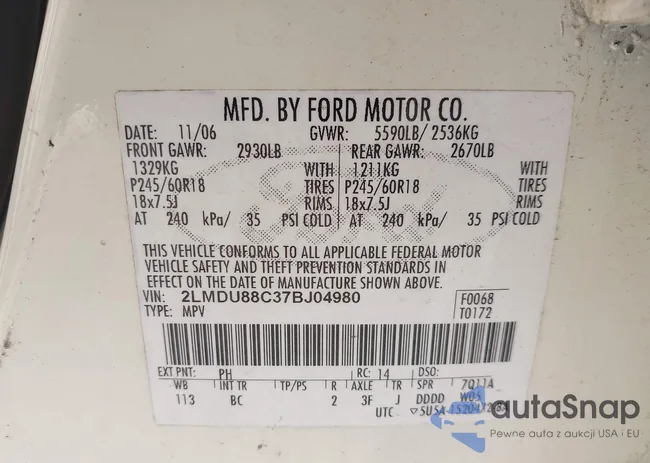 MFD. BY FORD MOTOR CO.
DATE: 11/06 GVWR: 5590LB/ 2536KG
FRONT GAWR: 2930LB REAR GAWR: 2670LB
1329KG WITH 1211KG WITH
P245/60R18 TIRES P245/60R18 TIRES
18x7.5J RIMS 18x7.5J RIMS
AT 240 kPa/ 35 PSI COLD AT 240 kPa/ 35 PSI COLD
THIS VEHICLE CONFORMS TO ALL APPLICABLE FEDERAL MOTOR
VEHICLE SAFETY AND THEFT PREVENTION STANDARDS IN
EFFECT ON THE DATE OF MANUFACTURE SHOWN ABOVE.
VIN: 2LMDU88C37BJ04980 F0068
TYPE: MPV T0172
EXT PNT: PH RC: 14 DSO:
WB INT TR TP/PS R AXLE TR SPR 7Q11A
113 BC 2 3F J DDDD W05
UTC
autaSnap
Pewne auta z aukcji USA i EU